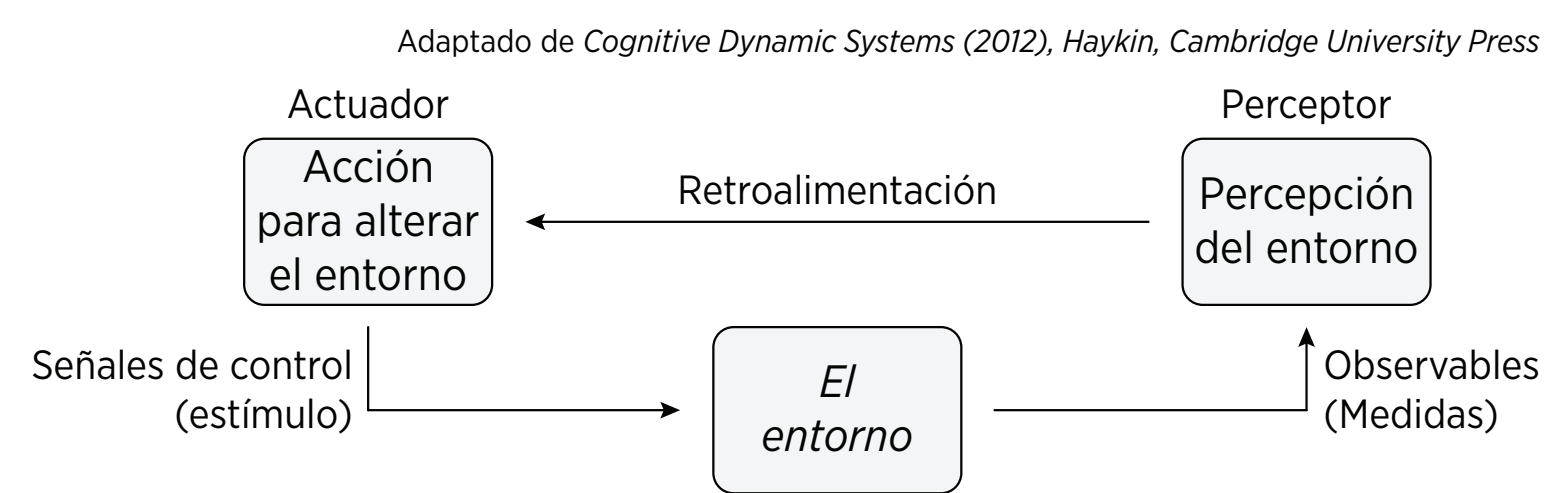 Adaptado de Cognitive Dynamic Systems (2012), Haykin, Cambridge University Press
Actuador
Perceptor
Acción
para alterar
el entorno
Retroalimentación
Percepción
del entorno
Señales de control
(estímulo)
El
entorno
Observables
(Medidas)